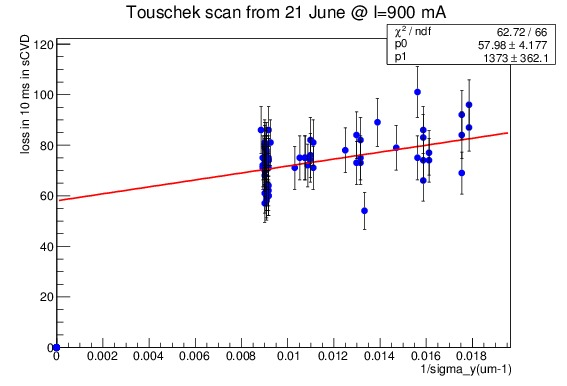 Touschek scan from 21 June @ I=900 mA
χ² / ndf 62.72 / 66
p0 57.98 ± 4.177
p1 1373 ± 362.1
loss in 10 ms in sCVD
120
100
80
60
40
20
0
0 0.002 0.004 0.006 0.008 0.01 0.012 0.014 0.016 0.018
1/sigma_y(um-1)